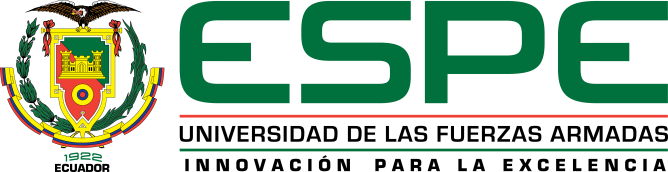 ESPE
UNIVERSIDAD DE LAS FUERZAS ARMADAS
INNOVACIÓN PARA LA EXCELENCIA
1922
ECUADOR